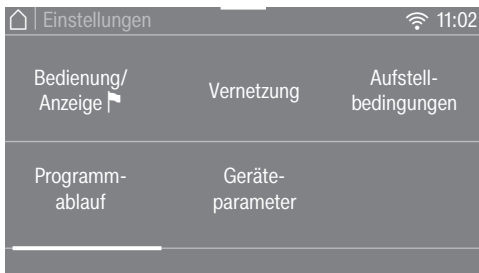 Einstellungen 11:02
Bedienung/
Anzeige
Vernetzung
Aufstell-
bedingungen
Programm-
ablauf
Geräte-
parameter